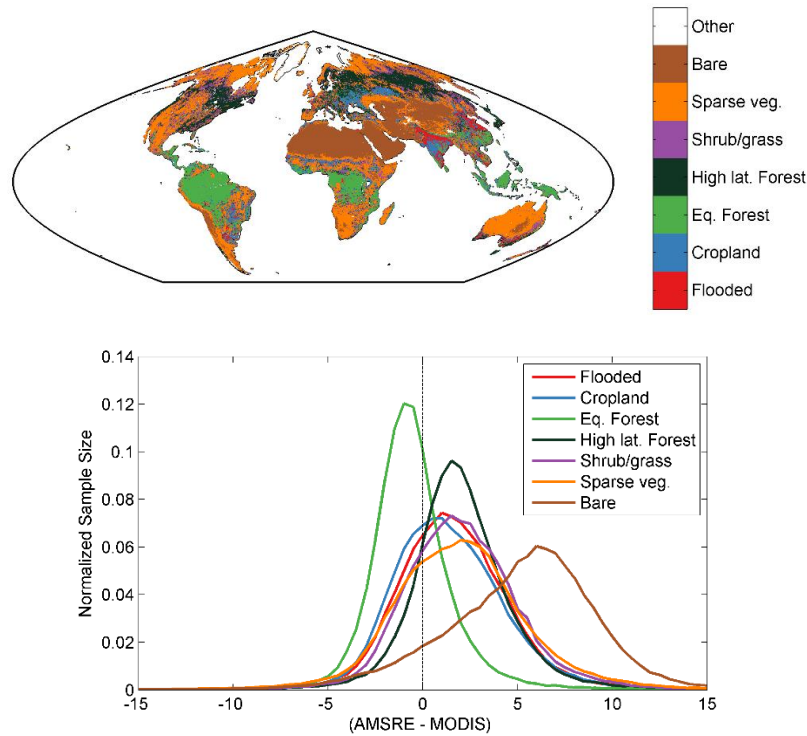 Other
Bare
Sparse veg.
Shrub/grass
High lat. Forest
Eq. Forest
Cropland
Flooded
0.14
0.12
0.1
0.08
0.06
0.04
0.02
0
Normalized Sample Size
Flooded
Cropland
Eq. Forest
High lat. Forest
Shrub/grass
Sparse veg.
Bare
-15
-10
-5
0
5
10
15
(AMSRE - MODIS)